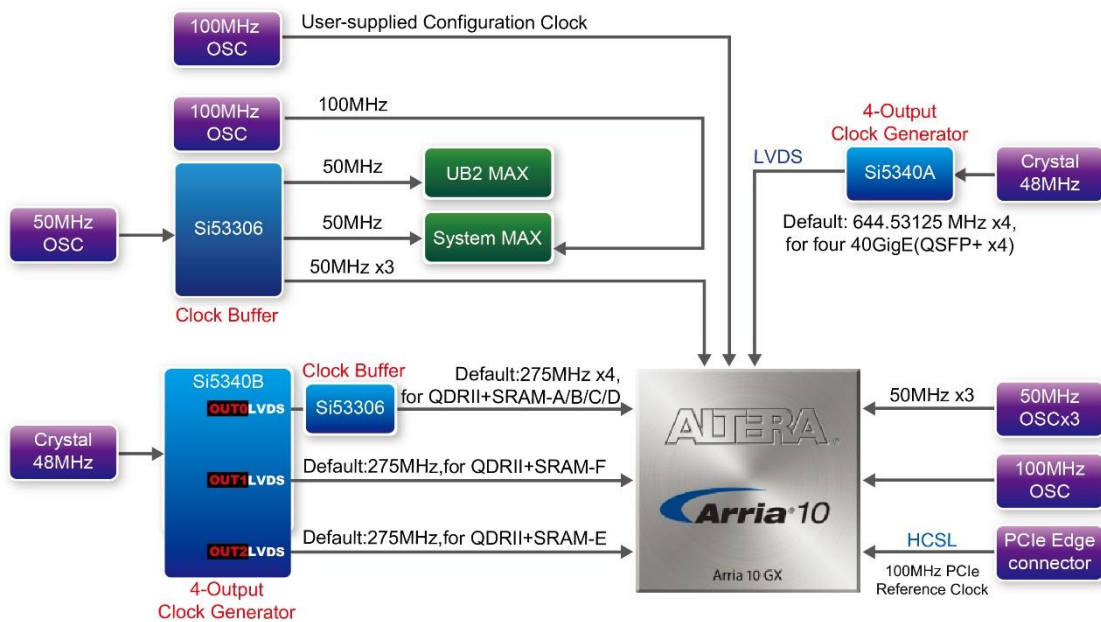 100MHz
OSC
User-supplied Configuration Clock
100MHz
OSC
100MHz
50MHz
OSC
Si53306
Clock Buffer
50MHz
UB2 MAX
50MHz
System MAX
50MHz x3
4-Output
Clock Generator
LVDS
Si5340A
Crystal
48MHz
Default: 644.53125 MHz x4,
for four 40GigE(QSFP+ x4)
Crystal
48MHz
Si5340B
OUT0LVDS
OUT1LVDS
OUT2LVDS
4-Output
Clock Generator
Clock Buffer
Si53306
Default:275MHz x4,
for QDRII+SRAM-A/B/C/D
Default:275MHz,for QDRII+SRAM-F
Default:275MHz,for QDRII+SRAM-E
ALTERA®
Arria® 10
Arria 10 GX
50MHz x3
50MHz
OSCx3
100MHz
OSC
HCSL
100MHz PCIe
Reference Clock
PCIe Edge
connector